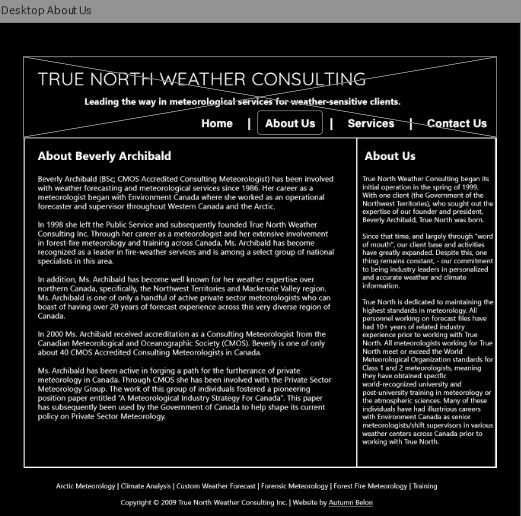 Desktop About Us
TRUE NORTH WEATHER CONSULTING
Leading the way in meteorological services for weather-sensitive clients.
Home | About Us | Services | Contact Us
About Beverly Archibald
Beverly Archibald (BSc; CMOS Accredited Consulting Meteorologist) has been involved
with weather forecasting and meteorological services since 1986. Her career as a
meteorologist began with Environment Canada where she worked as an operational
forecaster and supervisor throughout Western Canada and the Arctic.
In 1998 she left the Public Service and subsequently founded True North Weather
Consulting Inc. Through her career as a meteorologist and her extensive involvement
in forest-fire meteorology and training across Canada, Ms. Archibald has become
recognized as a leader in fire-weather services and is among a select group of national
specialists in this area.
In addition, Ms. Archibald has become well known for her weather expertise over
northern Canada, specifically, the Northwest Territories and Mackenzie Valley region.
Ms. Archibald is one of only a handful of active private sector meteorologists who can
boast of having over 20 years of forecast experience across this very diverse region of
Canada.
In 2000 Ms. Archibald received accreditation as a Consulting Meteorologist from the
Canadian Meteorological and Oceanographic Society (CMOS). Beverly is one of only
about 40 CMOS Accredited Consulting Meteorologists in Canada.
Ms. Archibald has been active in forging a path for the furtherance of private
meteorology in Canada. Through CMOS she has been involved with the Private Sector
Meteorology Group. The work of this group of individuals fostered a pioneering
position paper entitled "A Meteorological Industry Strategy For Canada". This paper
has subsequently been used by the Government of Canada to help shape its current
policy on Private Sector Meteorology.
About Us
True North Weather Consulting began its
initial operation in the spring of 1999.
With one client (the Government of the
Northwest Territories), who sought out the
expertise of our founder and president,
Beverly Archibald, True North was born.
Since that time, and largely through "word
of mouth", our client base and activities
have greatly expanded. Despite this, one
thing remains constant, - our commitment
to being industry leaders in personalized
and accurate weather and climate
information.
True North is dedicated to maintaining the
highest standards in meteorology. All
personnel working on forecast files have
had 10+ years of related industry
experience prior to working with True
North. All meteorologists working for True
North meet or exceed the World
Meteorological Organization standards for
Class 1 and 2 meteorologists, meaning
they have obtained specific
world-recognized university and
post-university training in meteorology or
the atmospheric sciences. Many of these
individuals have had illustrious careers
with Environment Canada as senior
meteorologists/shift supervisors in various
weather centers across Canada prior to
working with True North.
Arctic Meteorology | Climate Analysis | Custom Weather Forecast | Forensic Meteorology | Forest Fire Meteorology | Training
Copyright © 2009 True North Weather Consulting Inc. | Website by Autumn Belon